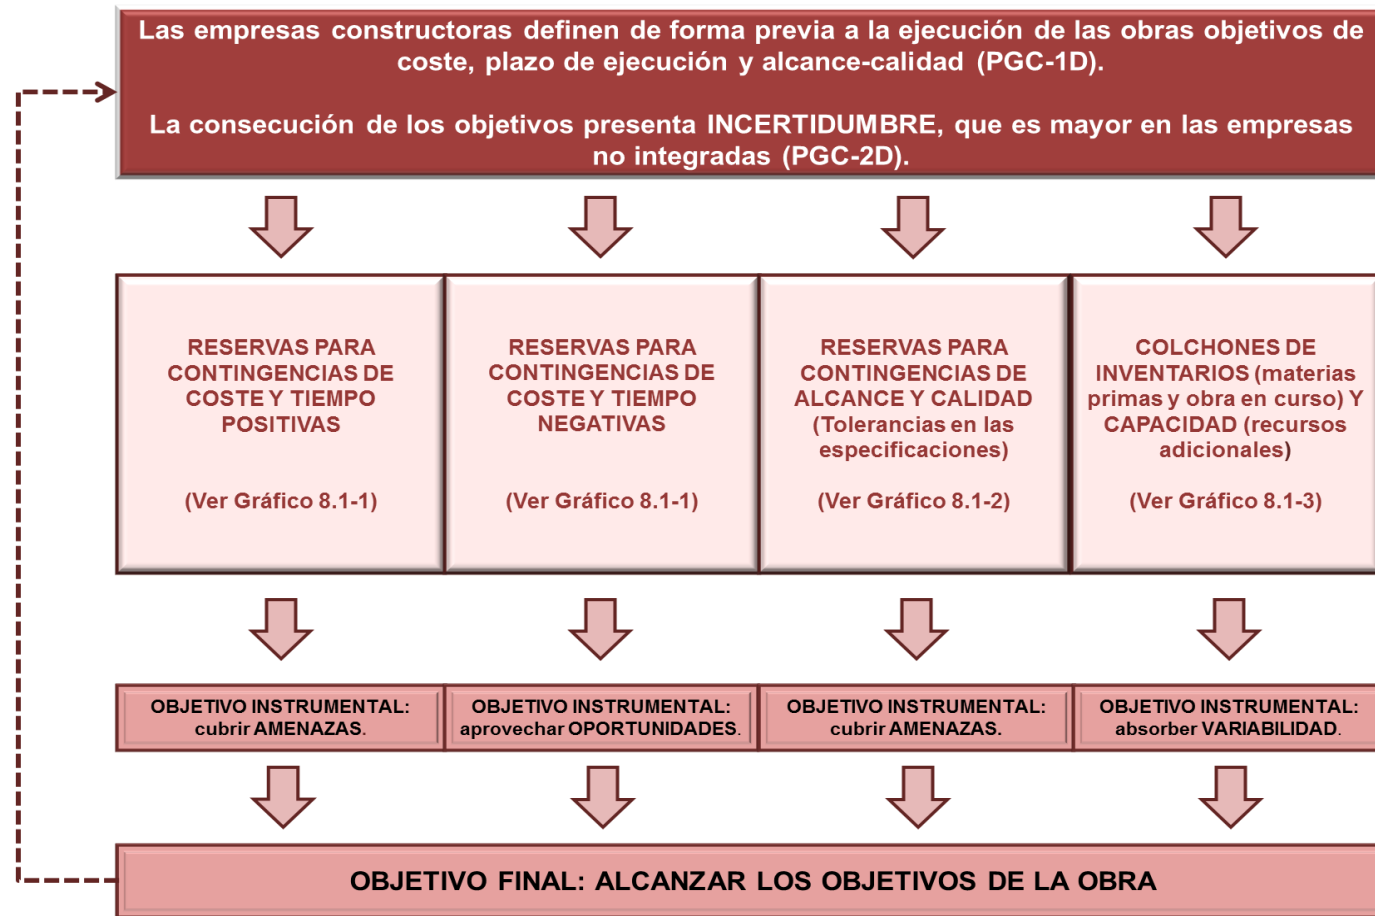 Las empresas constructoras definen de forma previa a la ejecución de las obras objetivos de
coste, plazo de ejecución y alcance-calidad (PGC-1D).
La consecución de los objetivos presenta INCERTIDUMBRE, que es mayor en las empresas
no integradas (PGC-2D).
RESERVAS PARA
CONTINGENCIAS DE
COSTE Y TIEMPO
POSITIVAS
(Ver Gráfico 8.1-1)
RESERVAS PARA
CONTINGENCIAS DE
COSTE Y TIEMPO
NEGATIVAS
(Ver Gráfico 8.1-1)
RESERVAS PARA
CONTINGENCIAS DE
ALCANCE Y CALIDAD
(Tolerancias en las
especificaciones)
(Ver Gráfico 8.1-2)
COLCHONES DE
INVENTARIOS (materias
primas y obra en curso) Y
CAPACIDAD (recursos
adicionales)
(Ver Gráfico 8.1-3)
OBJETIVO INSTRUMENTAL:
cubrir AMENAZAS.
OBJETIVO INSTRUMENTAL:
aprovechar OPORTUNIDADES.
OBJETIVO INSTRUMENTAL:
cubrir AMENAZAS.
OBJETIVO INSTRUMENTAL:
absorber VARIABILIDAD.
OBJETIVO FINAL: ALCANZAR LOS OBJETIVOS DE LA OBRA